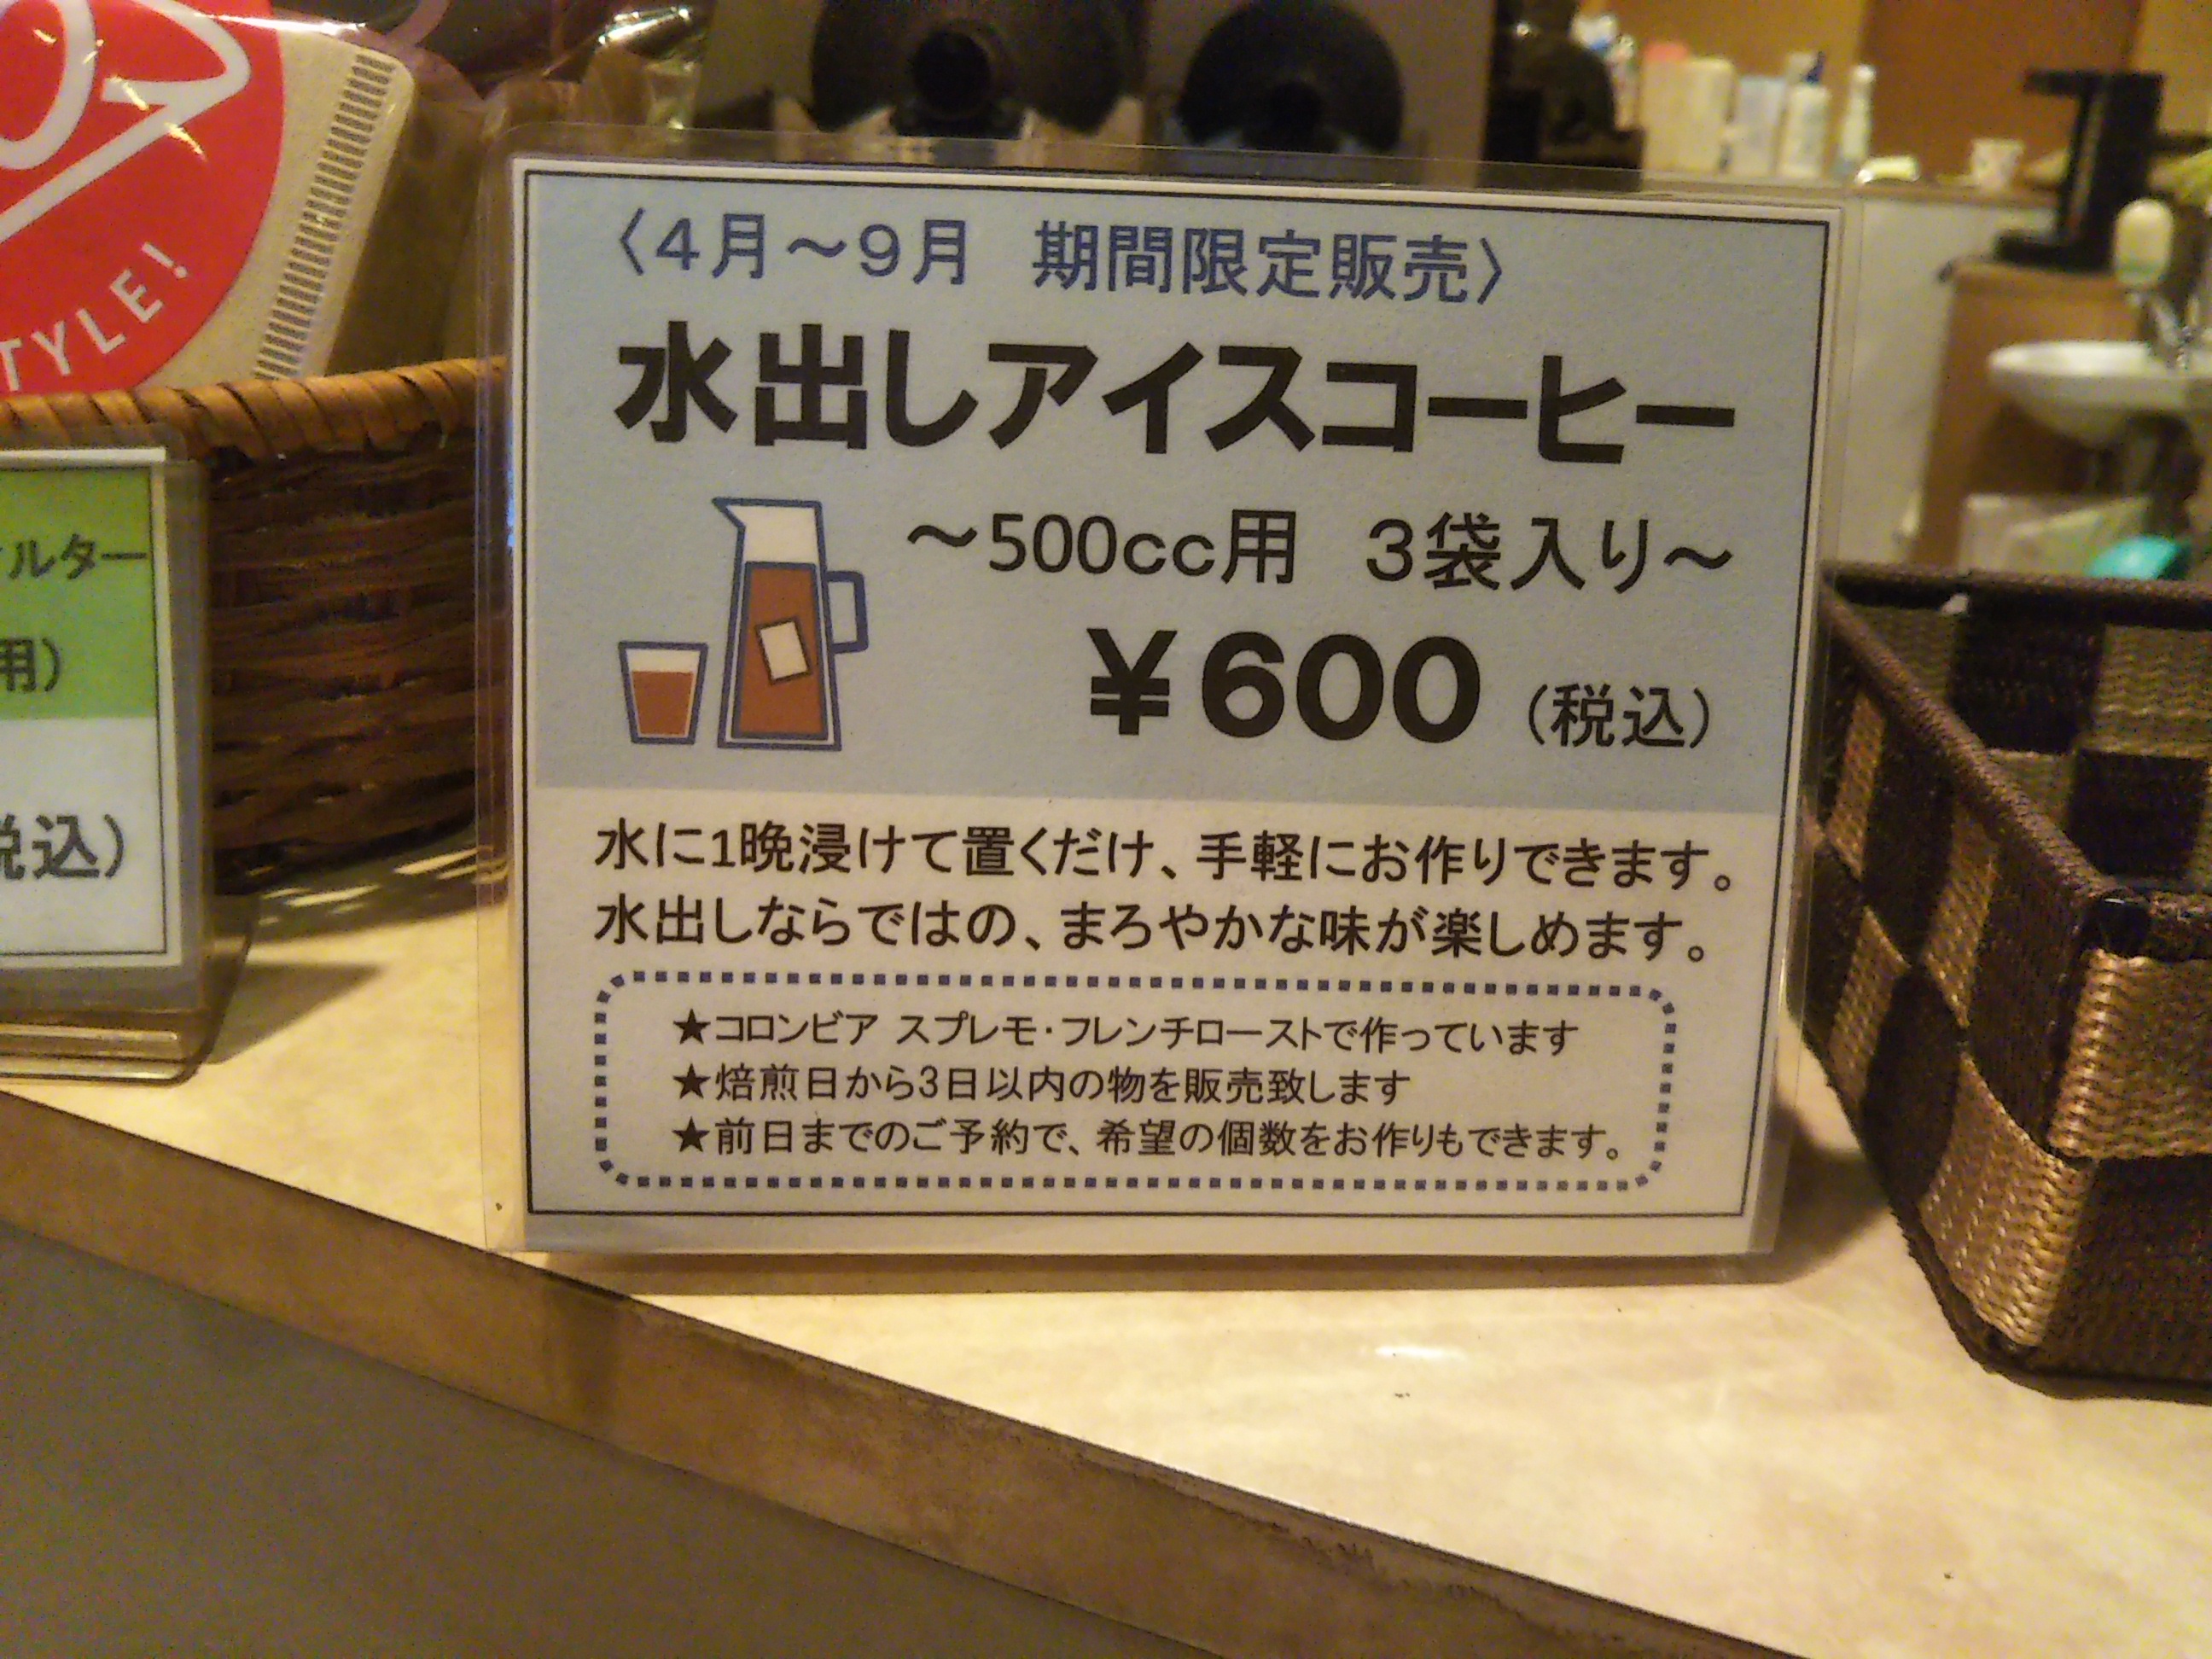 TYLE!
ルター
用）
税込）
〈4月～9月　期間限定販売〉
水出しアイスコーヒー
～500cc用　3袋入り～
￥600（税込）
水に1晩浸けて置くだけ、手軽にお作りできます。
水出しならではの、まろやかな味が楽しめます。
★コロンビア スプレモ・フレンチローストで作っています
★焙煎日から3日以内の物を販売致します
★前日までのご予約で、希望の個数をお作りもできます。